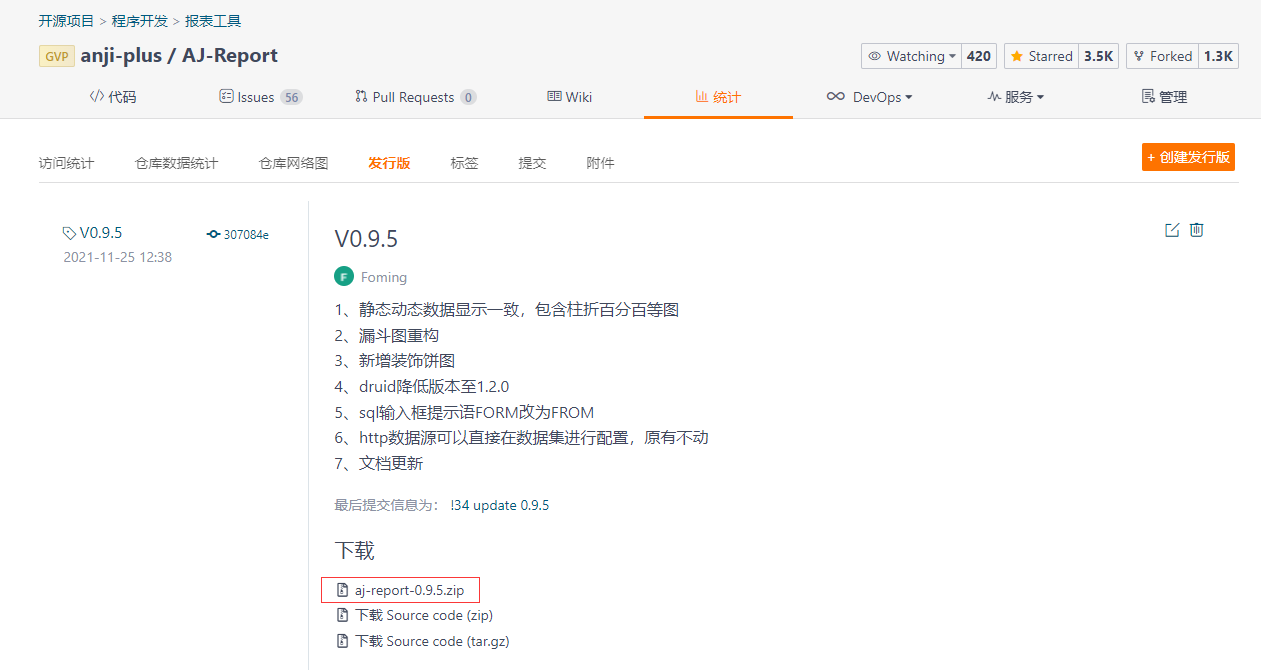 开源项目 > 程序开发 > 报表工具
GVP anji-plus / AJ-Report
Watching 420 Starred 3.5K Forked 1.3K
代码 Issues 56 Pull Requests 0 Wiki 统计 DevOps 服务 管理
访问统计 仓库数据统计 仓库网络图 发行版 标签 提交 附件 + 创建发行版
V0.9.5 307084e
2021-11-25 12:38
V0.9.5
F Foming
1、静态动态数据显示一致，包含柱折百分百等图
2、漏斗图重构
3、新增装饰饼图
4、druid降低版本至1.2.0
5、sql输入框提示语FORM改为FROM
6、http数据源可以直接在数据集进行配置，原有不动
7、文档更新
最后提交信息为： !34 update 0.9.5
下载
aj-report-0.9.5.zip
下载 Source code (zip)
下载 Source code (tar.gz)